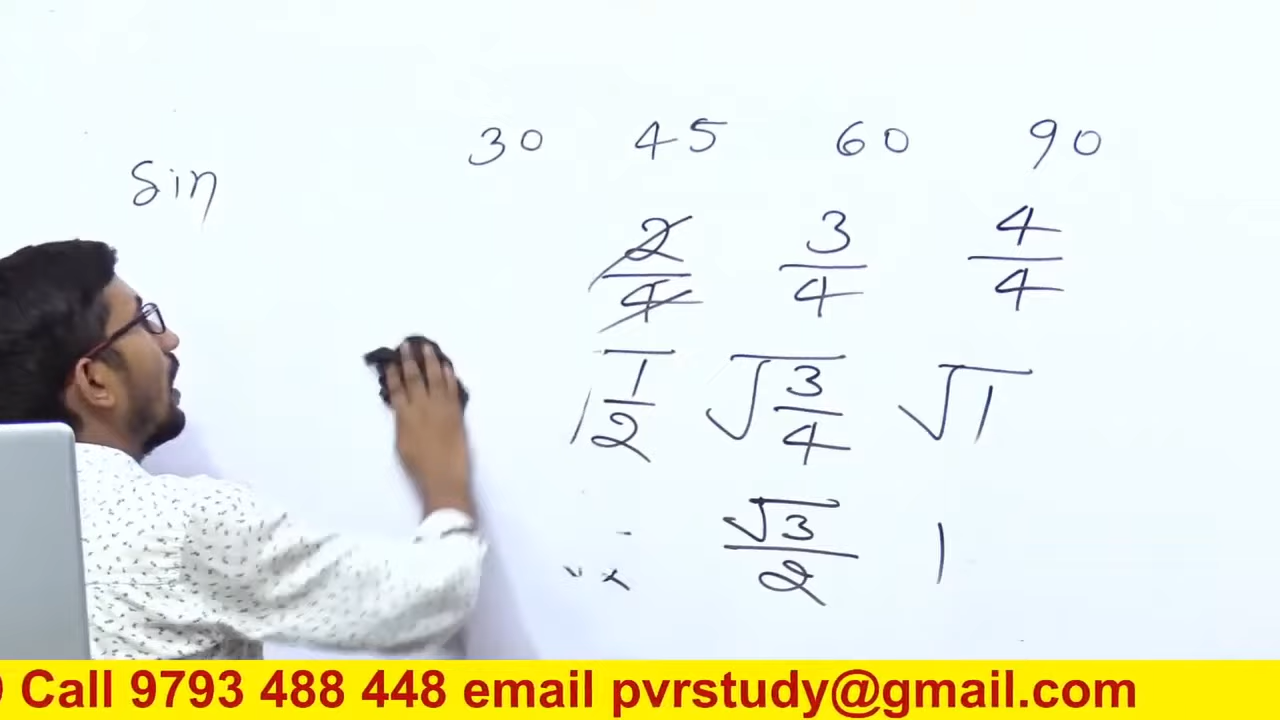 30 45 60 90
Sin
2/4 3/4 4/4
√1/2 √3/4 √1
√3/2 1
Call 9793 488 448 email pvrstudy@gmail.com